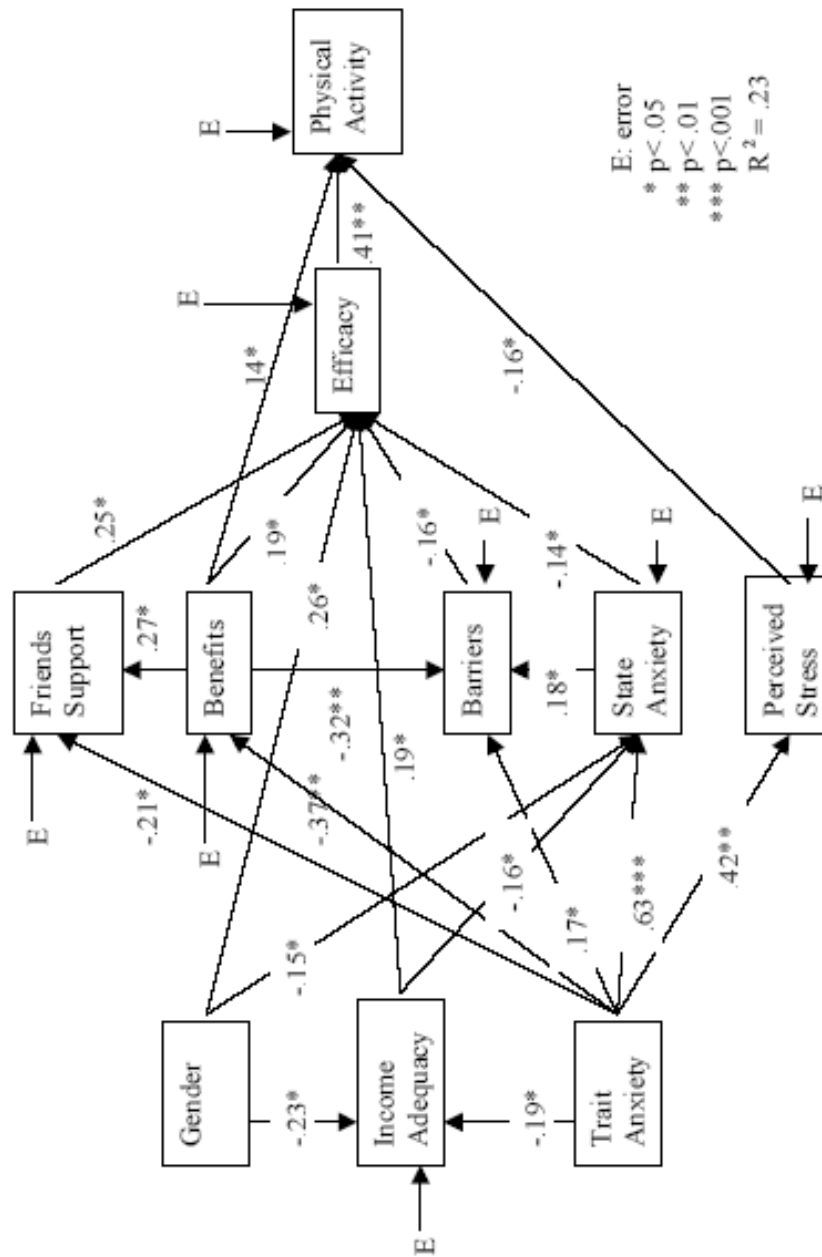 Gender
-.23*
Income
Adequacy
E
-.19*
Trait
Anxiety
-.15*
-.16*
-.21*
-.37**
.17*
.63***
.42**
E
Friends
Support
.27*
E
Benefits
-.32**
Barriers
E
.18*
State
Anxiety
E
Perceived
Stress
E
.25*
.19*
.26*
.19*
-.16*
-.14*
.14*
-.16*
E
Efficacy
.41**
E
Physical
Activity
E: error
* p<.05
** p<.01
*** p<.001
R² = .23